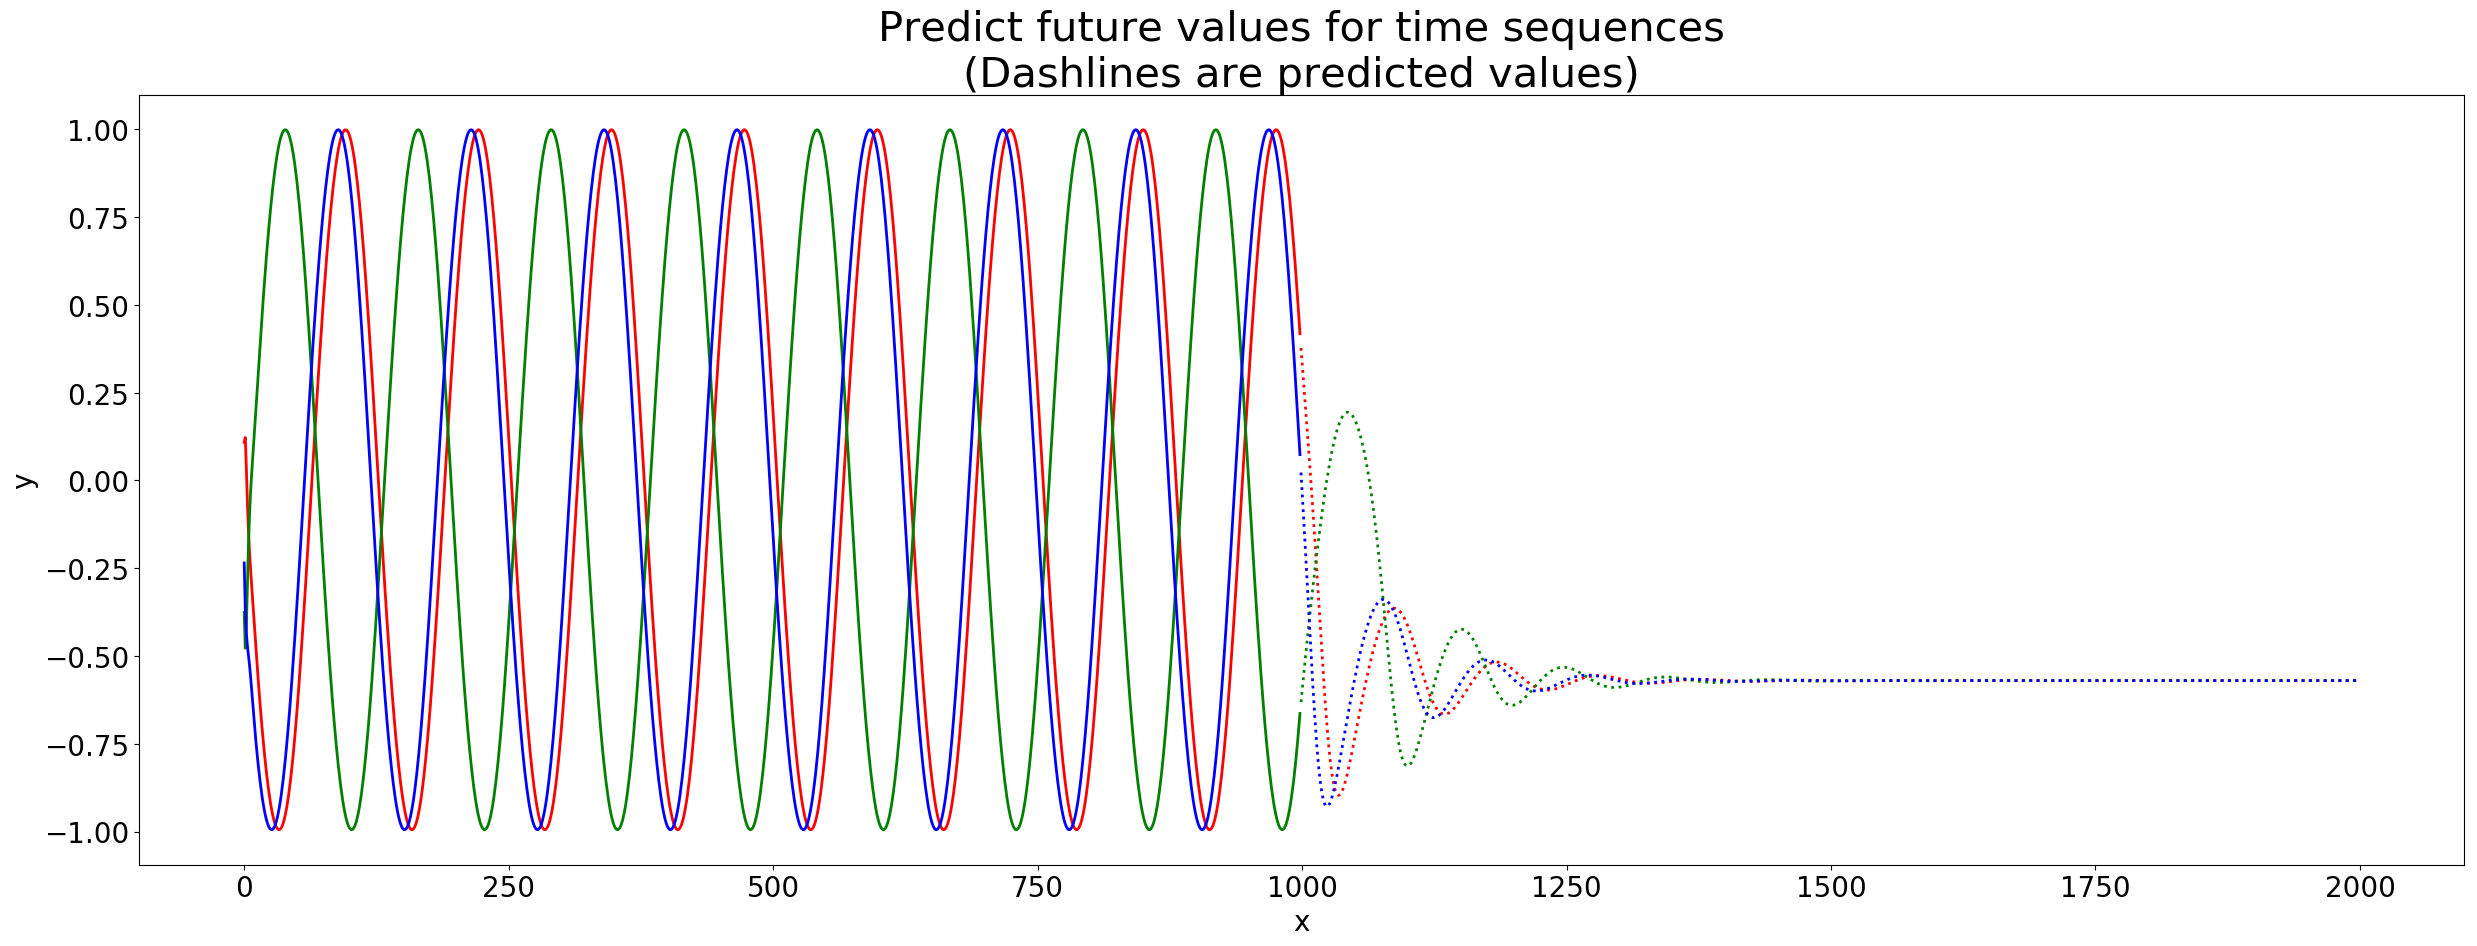 Predict future values for time sequences
(Dashlines are predicted values)
1.00
0.75
0.50
0.25
0.00
−0.25
−0.50
−0.75
−1.00
y
0 250 500 750 1000 1250 1500 1750 2000
x